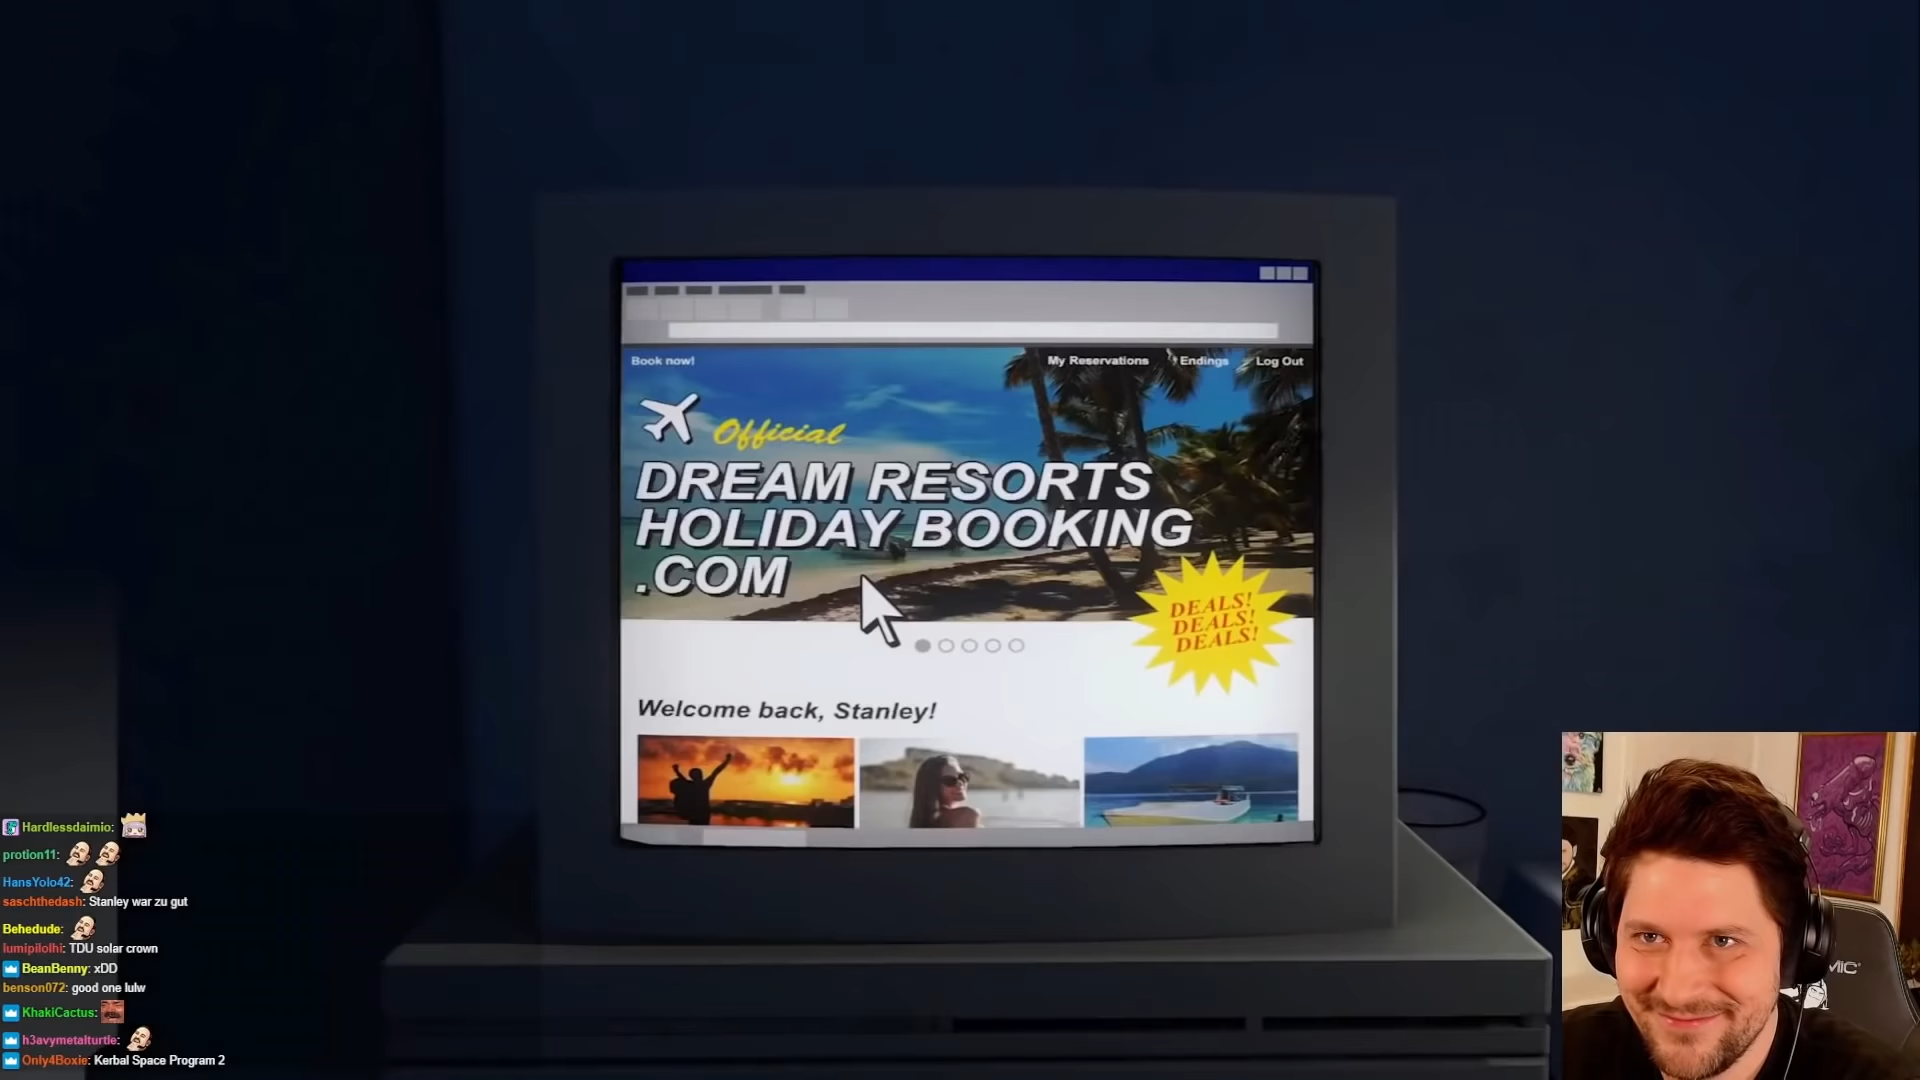 Book now!
My Reservations
Endings
Log Out
Official
DREAM RESORTS
HOLIDAY BOOKING
.COM
DEALS!
DEALS!
DEALS!
Welcome back, Stanley!
Hardlessdaimio:
protion11:
HansYolo42:
saschthedash: Stanley war zu gut
Behedude:
lumipilolhi: TDU solar crown
BeanBenny: xDD
benson072: good one lulw
KhakiCactus:
h3avymetalturtle:
Only4Boxie: Kerbal Space Program 2